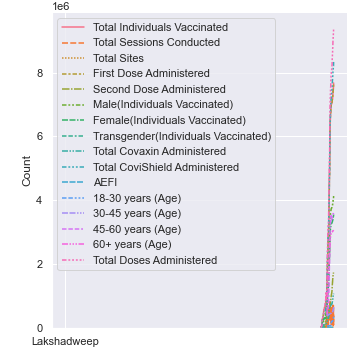 1e6
Total Individuals Vaccinated
Total Sessions Conducted
Total Sites
First Dose Administered
Second Dose Administered
Male(Individuals Vaccinated)
Female(Individuals Vaccinated)
Transgender(Individuals Vaccinated)
Total Covaxin Administered
Total CoviShield Administered
AEFI
18-30 years (Age)
30-45 years (Age)
45-60 years (Age)
60+ years (Age)
Total Doses Administered
8
6
4
2
0
Count
Lakshadweep